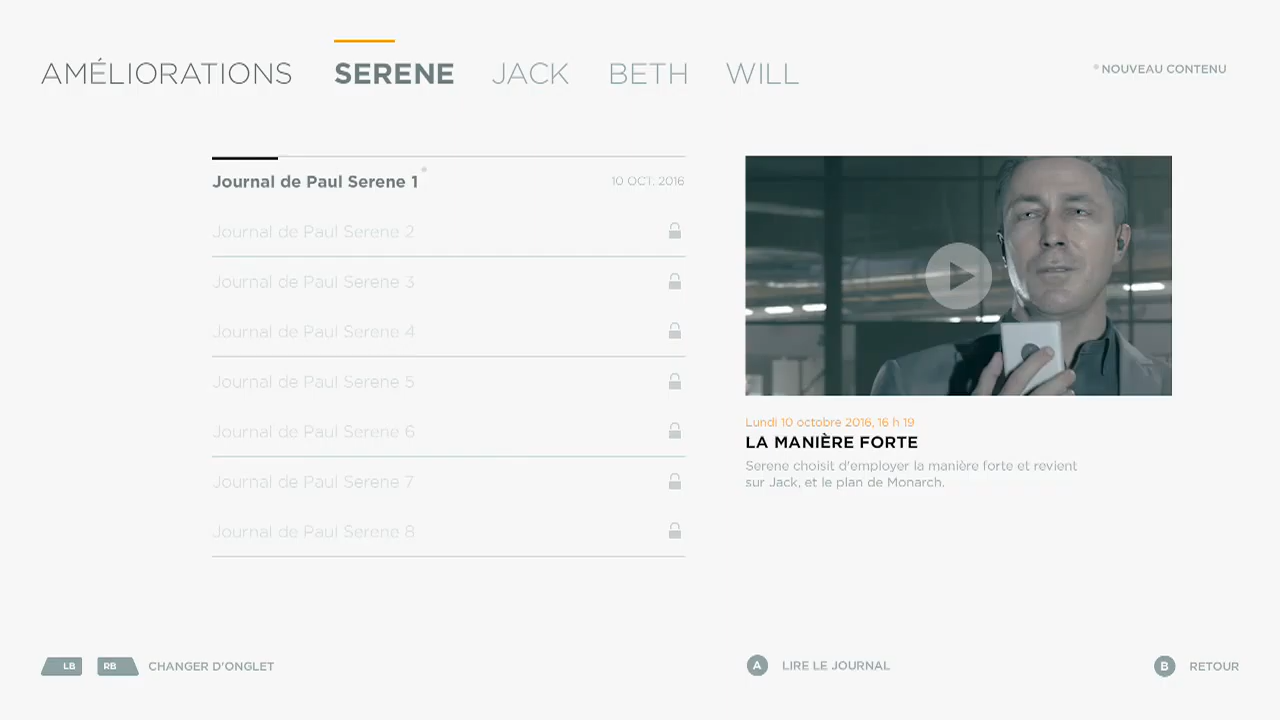 AMÉLIORATIONS SERENE JACK BETH WILL
* NOUVEAU CONTENU
Journal de Paul Serene 1 * 10 OCT. 2016
Journal de Paul Serene 2
Journal de Paul Serene 3
Journal de Paul Serene 4
Journal de Paul Serene 5
Journal de Paul Serene 6
Journal de Paul Serene 7
Journal de Paul Serene 8
Lundi 10 octobre 2016, 16 h 19
LA MANIÈRE FORTE
Serene choisit d'employer la manière forte et revient
sur Jack, et le plan de Monarch.
LB RB CHANGER D'ONGLET
A LIRE LE JOURNAL
B RETOUR